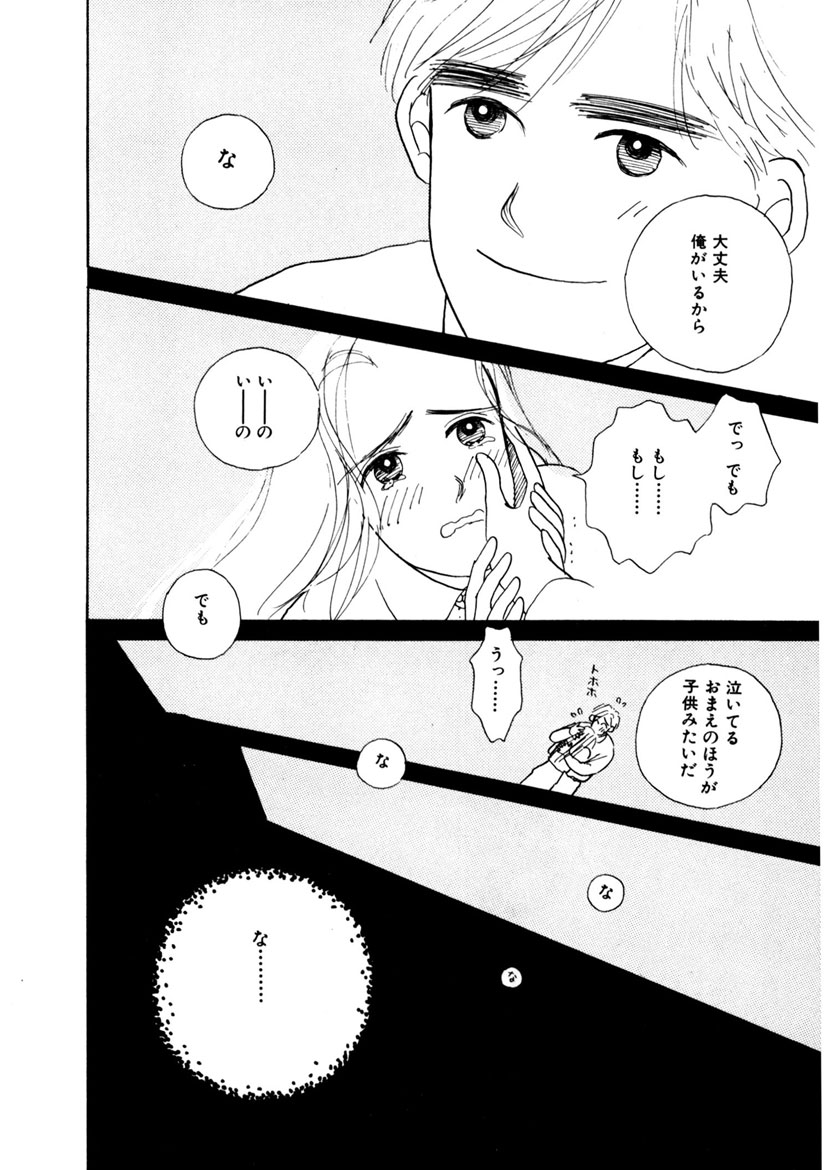 大丈夫
俺がいるから
な
でっ でも
もし……
もし……
いーの
いーの
でも
泣いてる
おまえのほうが
子供みたいだ
トホホ
うっ……
な
な
な
な………